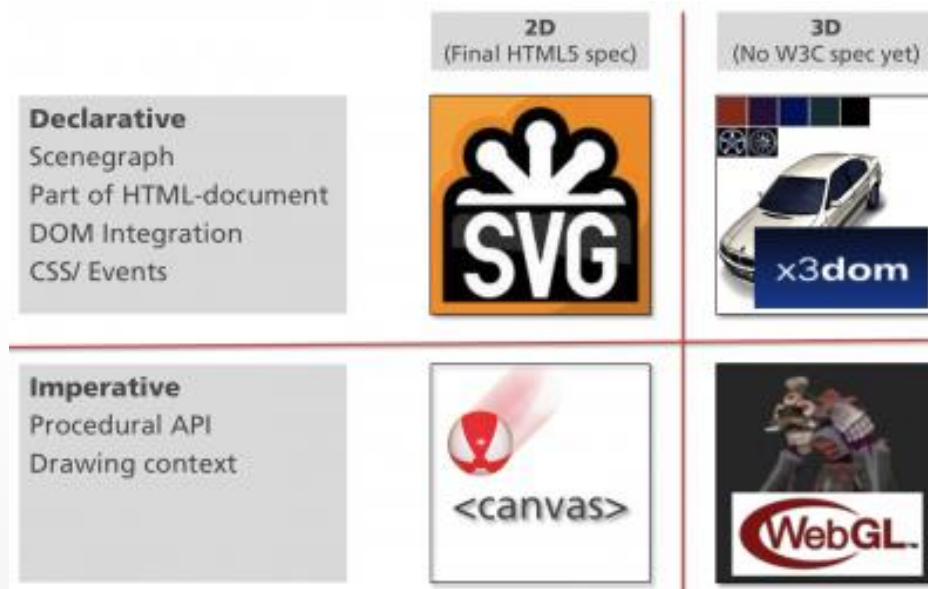 2D
(Final HTML5 spec)
3D
(No W3C spec yet)
Declarative
Scenegraph
Part of HTML-document
DOM Integration
CSS/ Events
SVG
x3dom
Imperative
Procedural API
Drawing context
<canvas>
WebGL™